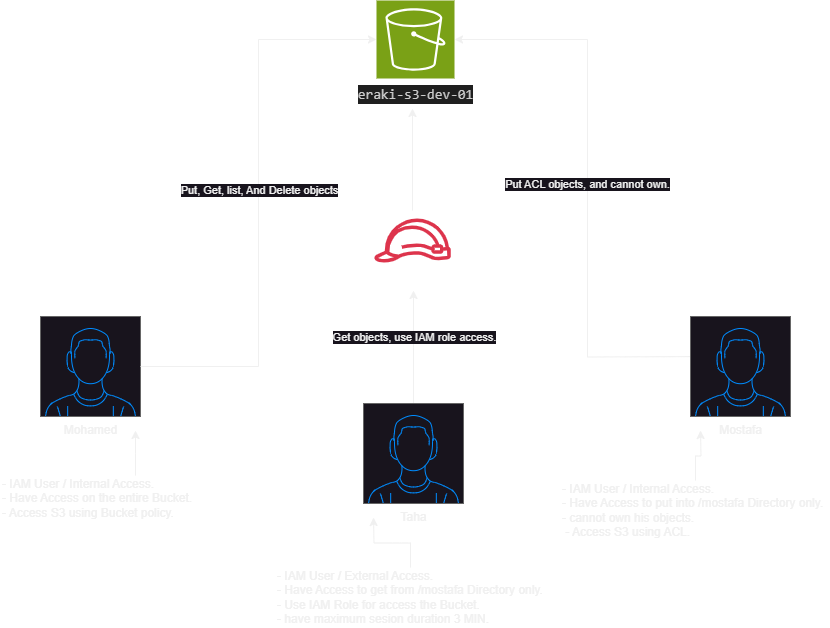 eraki-s3-dev-01
Put, Get, list, And Delete objects
Put ACL objects, and cannot own.
Get objects, use IAM role access.
Mohamed
- IAM User / Internal Access.
- Have Access on the entire Bucket.
- Access S3 using Bucket policy.
Mostafa
- IAM User / Internal Access.
- Have Access to put into /mostafa Directory only.
- cannot own his objects.
- Access S3 using ACL.
Taha
- IAM User / External Access.
- Have Access to get from /mostafa Directory only.
- Use IAM Role for access the Bucket.
- have maximum sesion duration 3 MIN.